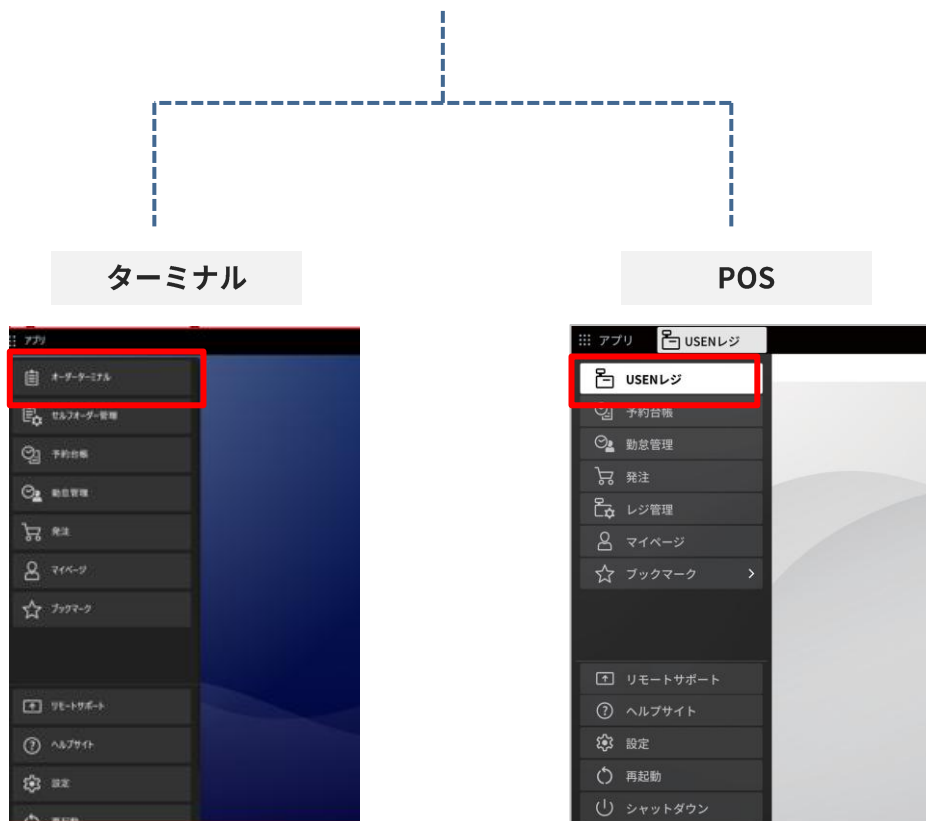 ターミナル
アプリ
オーダーターミナル
セルフオーダー管理
予約台帳
勤怠管理
発注
マイページ
ブックマーク
リモートサポート
ヘルプサイト
設定
再起動
POS
アプリ
USENレジ
USENレジ
予約台帳
勤怠管理
発注
レジ管理
マイページ
ブックマーク
リモートサポート
ヘルプサイト
設定
再起動
シャットダウン